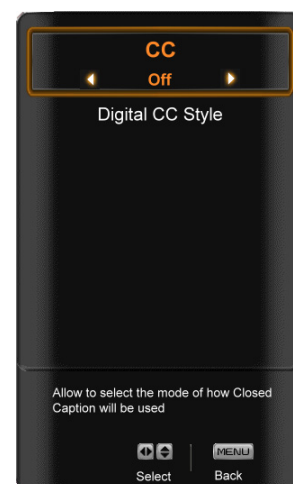 CC
Off
Digital CC Style
Allow to select the mode of how Closed
Caption will be used
MENU
Select
Back